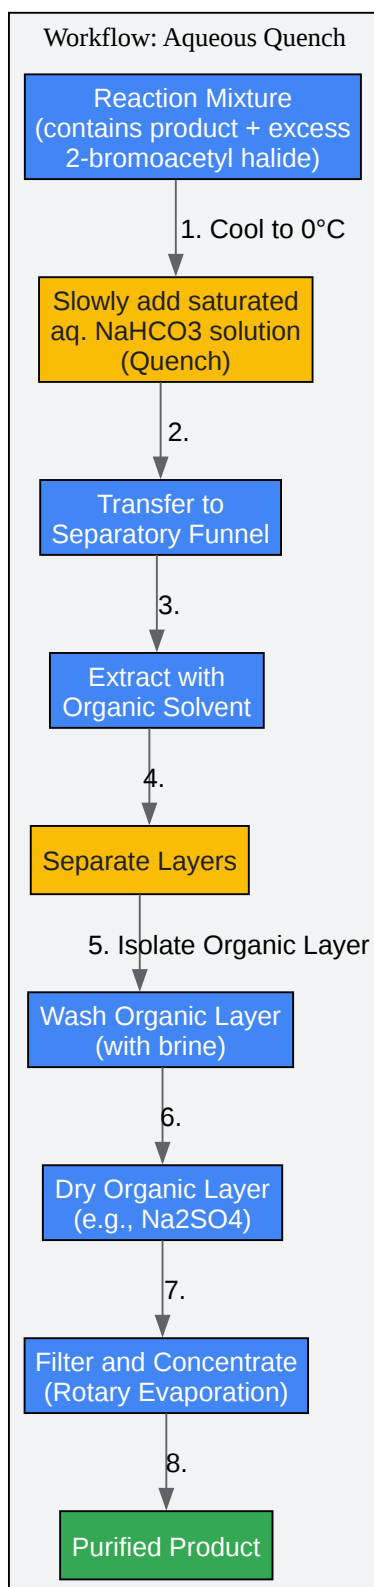 Workflow: Aqueous Quench
Reaction Mixture
(contains product + excess
2-bromoacetyl halide)
1. Cool to 0°C
Slowly add saturated
aq. NaHCO3 solution
(Quench)
2.
Transfer to
Separatory Funnel
3.
Extract with
Organic Solvent
4.
Separate Layers
5. Isolate Organic Layer
Wash Organic Layer
(with brine)
6.
Dry Organic Layer
(e.g., Na2SO4)
7.
Filter and Concentrate
(Rotary Evaporation)
8.
Purified Product